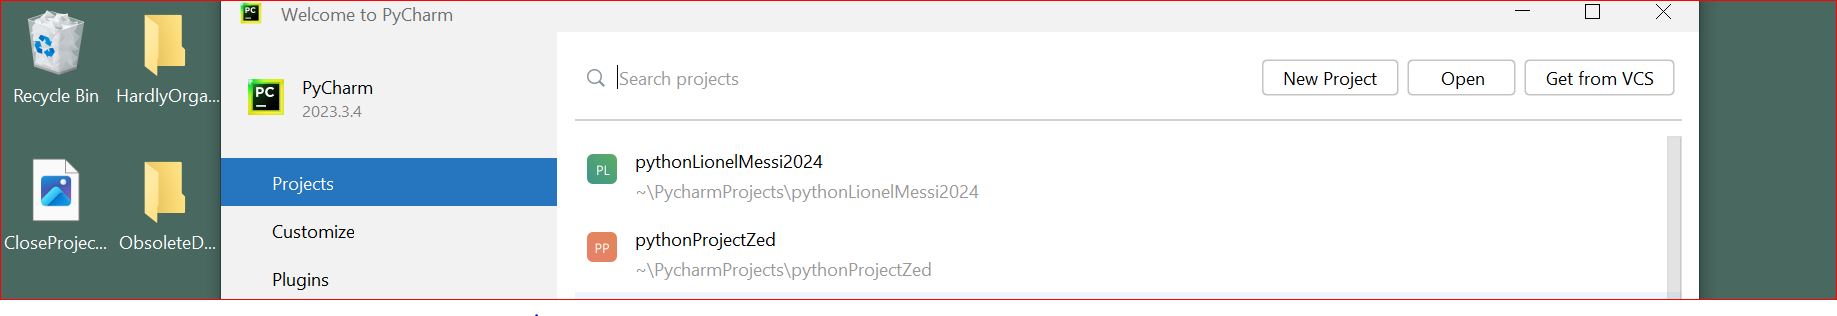 Welcome to PyCharm
Recycle Bin
HardlyOrga...
CloseProjec...
ObsoleteD...
PC
PyCharm
2023.3.4
Projects
Customize
Plugins
Search projects
New Project
Open
Get from VCS
PL
pythonLionelMessi2024
~\PycharmProjects\pythonLionelMessi2024
PP
pythonProjectZed
~\PycharmProjects\pythonProjectZed